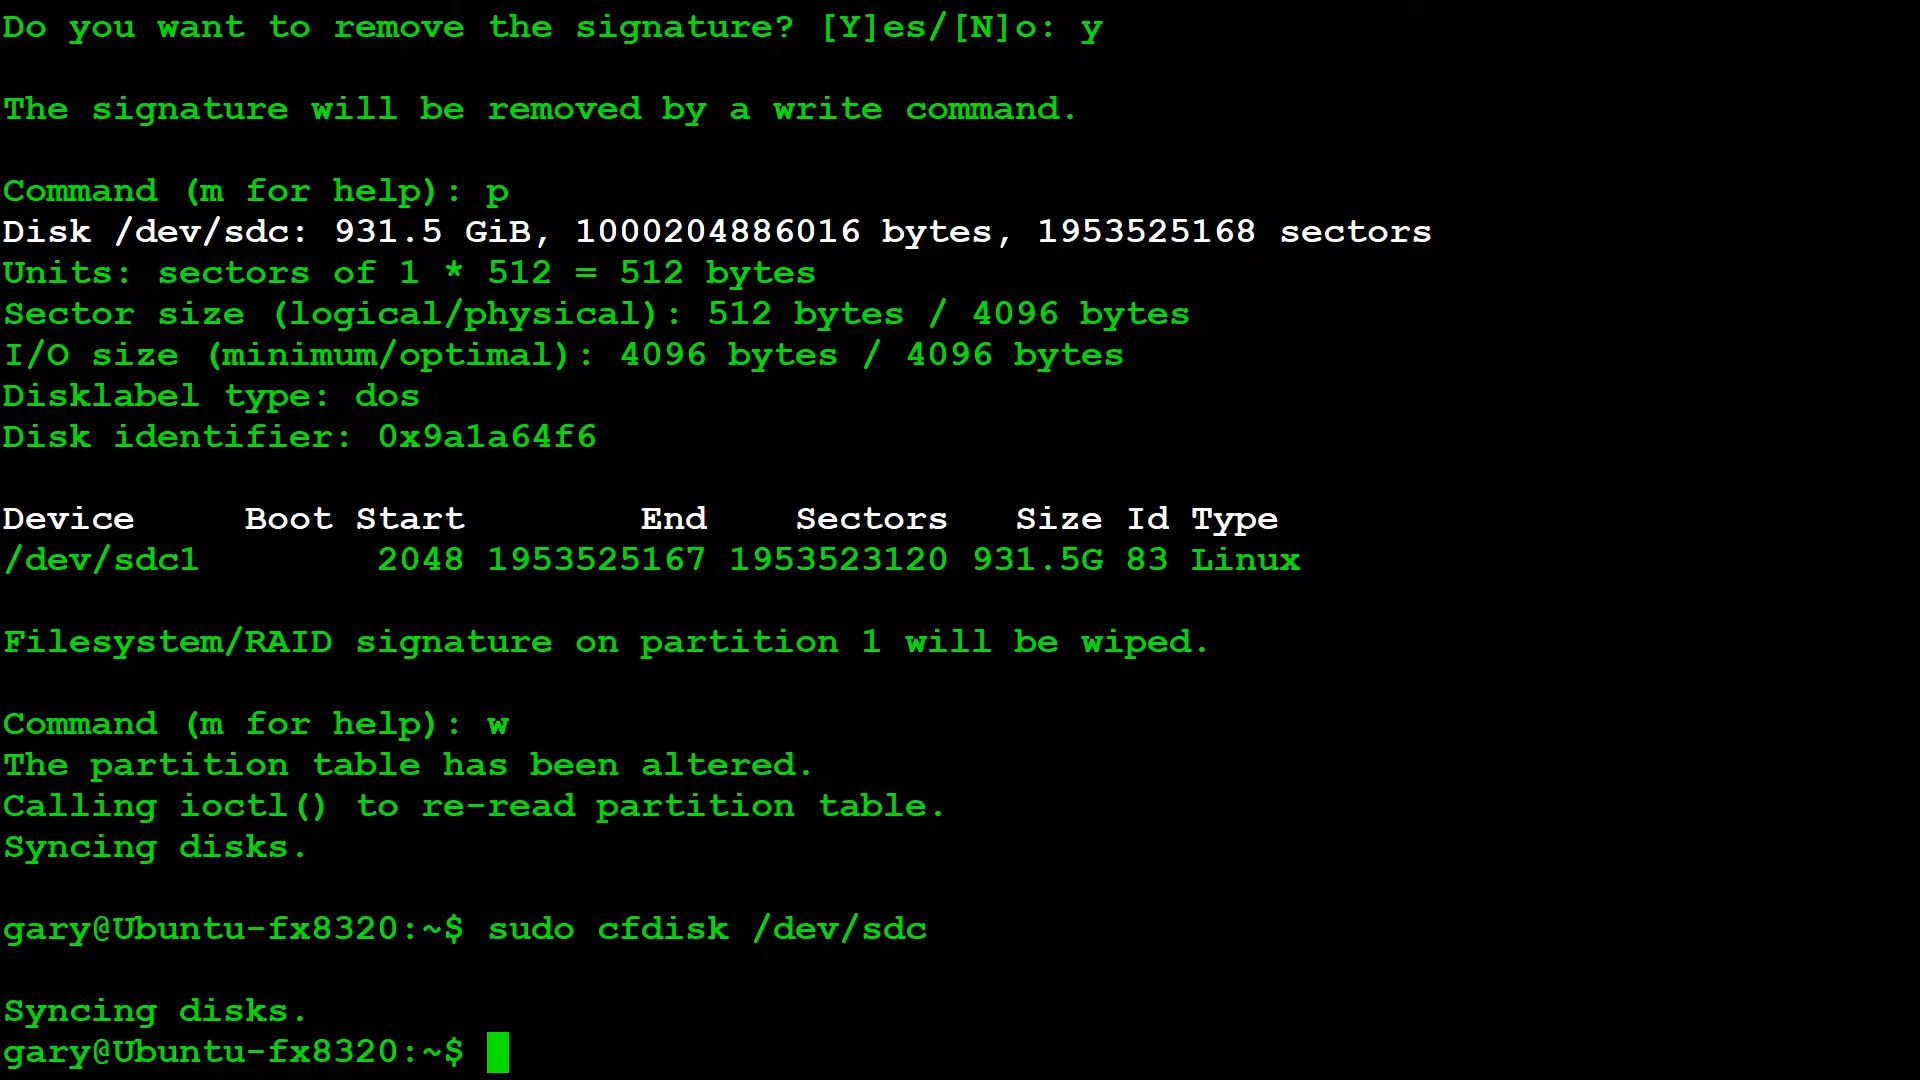 Do you want to remove the signature? [Y]es/[N]o: y
The signature will be removed by a write command.
Command (m for help): p
Disk /dev/sdc: 931.5 GiB, 1000204886016 bytes, 1953525168 sectors
Units: sectors of 1 * 512 = 512 bytes
Sector size (logical/physical): 512 bytes / 4096 bytes
I/O size (minimum/optimal): 4096 bytes / 4096 bytes
Disklabel type: dos
Disk identifier: 0x9a1a64f6
Device     Boot Start        End    Sectors   Size Id Type
/dev/sdc1        2048 1953525167 1953523120 931.5G 83 Linux
Filesystem/RAID signature on partition 1 will be wiped.
Command (m for help): w
The partition table has been altered.
Calling ioctl() to re-read partition table.
Syncing disks.
gary@Ubuntu-fx8320:~$ sudo cfdisk /dev/sdc
Syncing disks.
gary@Ubuntu-fx8320:~$